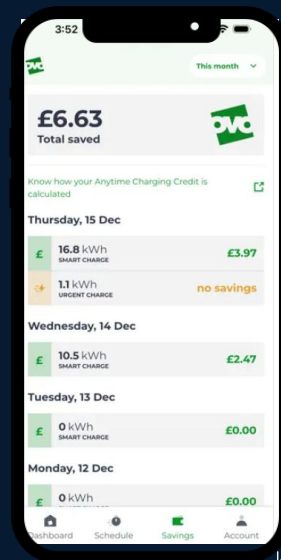 3:52
ovo
This month
£6.63
Total saved
ovo
Know how your Anytime Charging Credit is
calculated
Thursday, 15 Dec
£ 16.8 kWh £3.97
SMART CHARGE
1.1 kWh no savings
URGENT CHARGE
Wednesday, 14 Dec
£ 10.5 kWh £2.47
SMART CHARGE
Tuesday, 13 Dec
£ 0 kWh £0.00
SMART CHARGE
Monday, 12 Dec
£ 0 kWh £0.00
Dashboard Schedule Savings Account